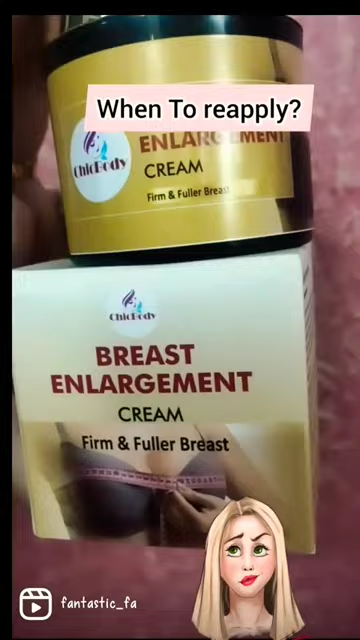 When To reapply?
ENLARGEMENT
ChicBody
CREAM
Firm & Fuller Breast
ChicBody
BREAST
ENLARGEMENT
CREAM
Firm & Fuller Breast
fantastic_fa